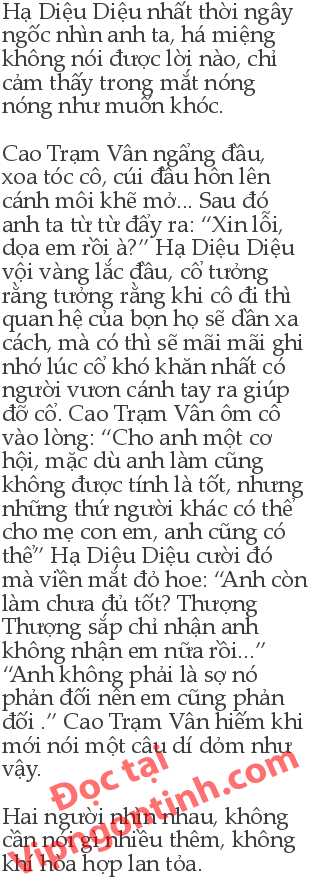 Hạ Diệu Diệu nhất thời ngây
ngốc nhìn anh ta, há miệng
không nói được lời nào, chỉ
cảm thấy trong mắt nóng
nóng như muốn khóc.

Cao Trạm Vân ngẩng đầu,
xoa tóc cô, cúi đầu hôn lên
cánh môi khẽ mở... Sau đó
anh ta từ từ đẩy ra: “Xin lỗi,
dọa em rồi à?” Hạ Diệu Diệu
vội vàng lắc đầu, cổ tưởng
rằng tưởng rằng khi cô đi thì
quan hệ của bọn họ sẽ dần xa
cách, mà có thì sẽ mãi mãi ghi
nhớ lúc cổ khó khăn nhất có
người vươn cánh tay ra giúp
đỡ cổ. Cao Trạm Vân ôm cô
vào lòng: “Cho anh một cơ
hội, mặc dù anh làm cũng
không được tính là tốt, nhưng
những thứ người khác có thể
cho mẹ con em, anh cũng có
thể” Hạ Diệu Diệu cười đó
mà viền mắt đỏ hoe: “Anh còn
làm chưa đủ tốt? Thượng
Thượng sắp chỉ nhận anh
không nhận em nữa rồi...”
“Anh không phải là sợ nó
phản đối nên em cũng phản
đối .” Cao Trạm Vân hiếm khi
mới nói một câu dí dỏm như
vậy.
Đọc tại
Vipngontinh.com

Hai người nhìn nhau, không
cần nói gì nhiều thêm, không
khí hòa hợp lan tỏa.